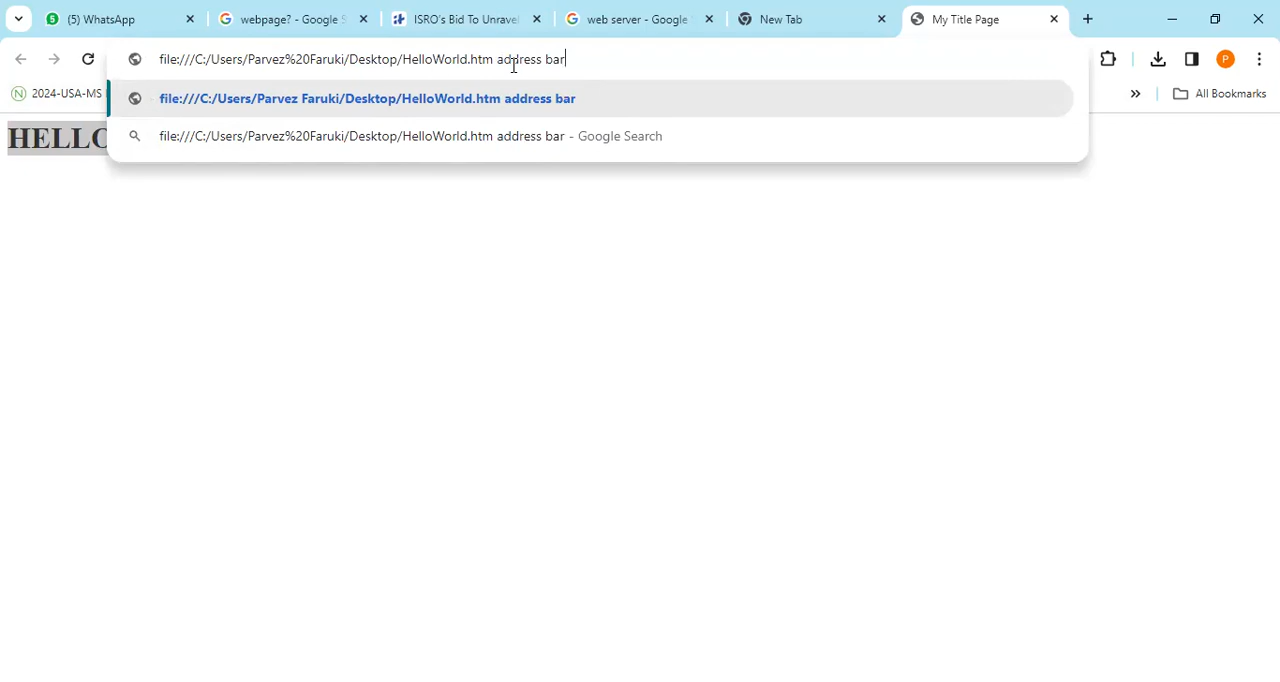 (5) WhatsApp
webpage? - Google S
ISRO's Bid To Unrave
web server - Google
New Tab
My Title Page
file:///C:/Users/Parvez%20Faruki/Desktop/HelloWorld.htm address bar
P
2024-USA-MS
All Bookmarks
file:///C:/Users/Parvez Faruki/Desktop/HelloWorld.htm address bar
file:///C:/Users/Parvez%20Faruki/Desktop/HelloWorld.htm address bar - Google Search
HELLO